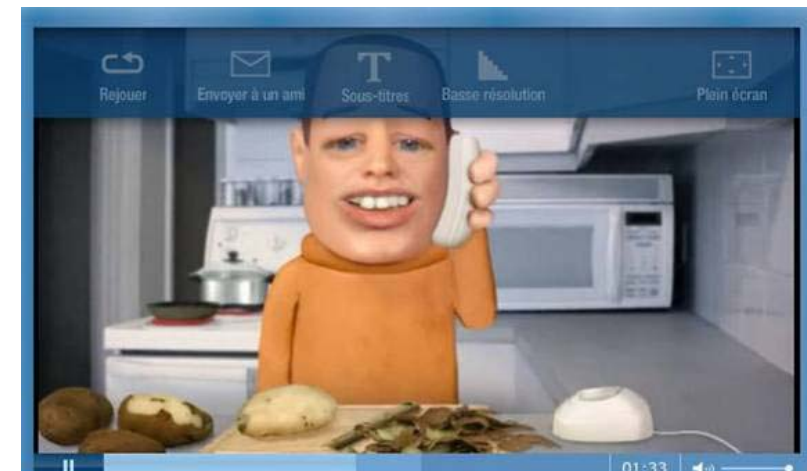 Rejouer
Envoyer à un ami
T
Sous-titres
Basse résolution
Plein écran
01:33